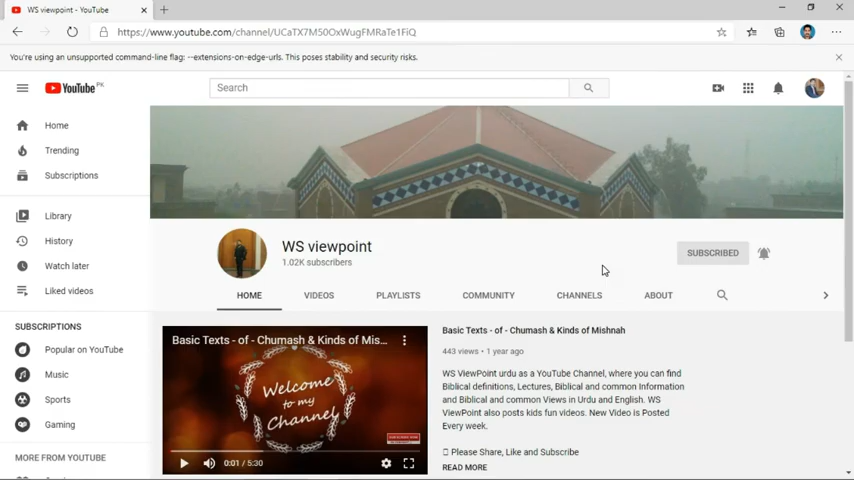 WS viewpoint - YouTube
https://www.youtube.com/channel/UCaTX7M50OxWugFMRaTe1FiQ
You're using an unsupported command-line flag: --extensions-on-edge-urls. This poses stability and security risks.
YouTube PK
Search
Home
Trending
Subscriptions
Library
History
Watch later
Liked videos
SUBSCRIPTIONS
Popular on YouTube
Music
Sports
Gaming
MORE FROM YOUTUBE
WS viewpoint
1.02K subscribers
SUBSCRIBED
HOME VIDEOS PLAYLISTS COMMUNITY CHANNELS ABOUT
Basic Texts - of - Chumash & Kinds of Mis...
Welcome
to my
Channel
0:01 / 5:30
Basic Texts - of - Chumash & Kinds of Mishnah
443 views • 1 year ago
WS ViewPoint urdu as a YouTube Channel, where you can find
Biblical definitions, Lectures, Biblical and common Information
and Biblical and common Views in Urdu and English. WS
ViewPoint also posts kids fun videos. New Video is Posted
Every week.
Please Share, Like and Subscribe
READ MORE